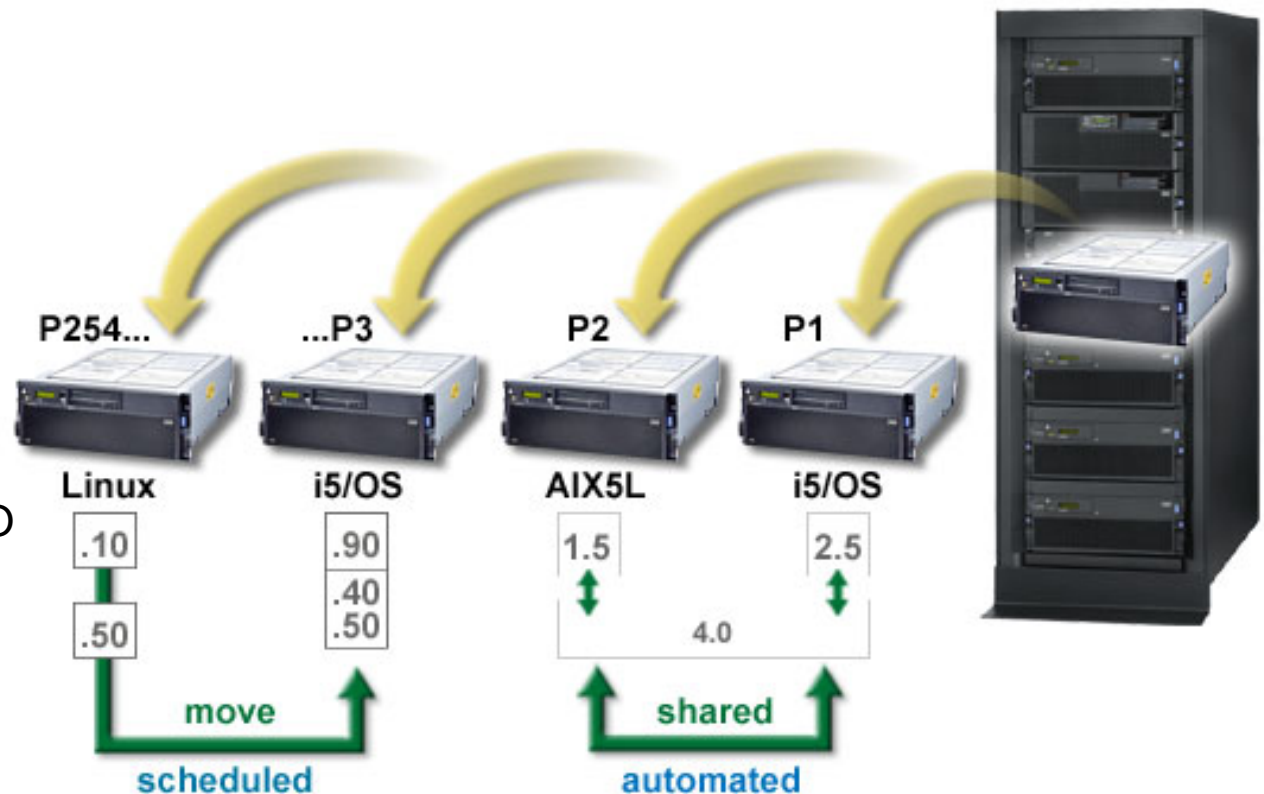 P254...
...P3
P2
P1
Linux
i5/OS
AIX5L
i5/OS
O
.10
.90
1.5
2.5
.50
.40
.50
4.0
move
shared
scheduled
automated